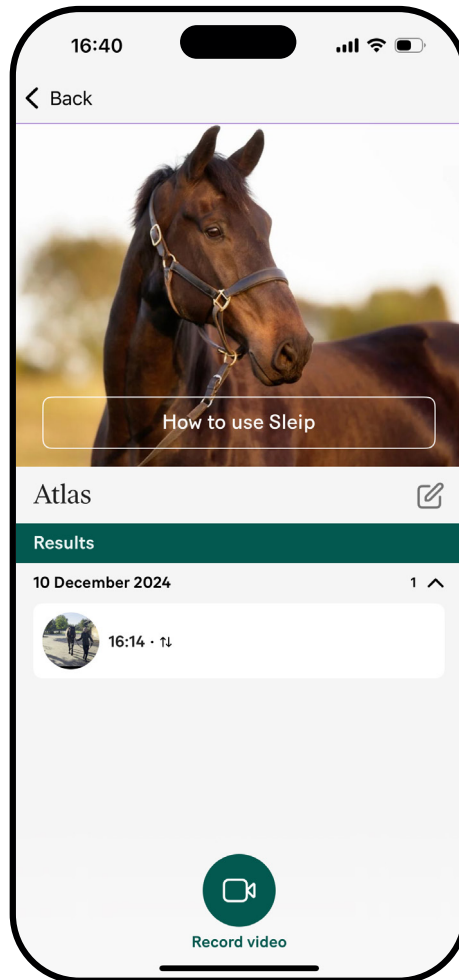 16:40
Back
How to use Sleip
Atlas
Results
10 December 2024 1
16:14 · ⇅
Record video